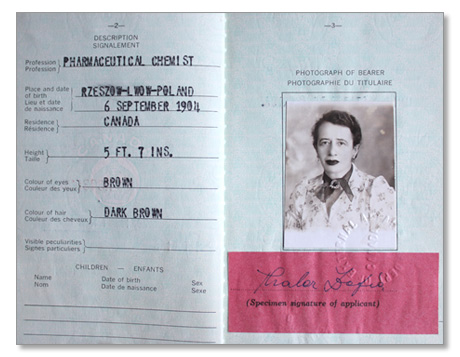 —2—
DESCRIPTION
SIGNALEMENT
Profession
Profession } PHARMACEUTICAL CHEMIST
Place and date
of birth
Lieu et date
de naissance } RZESZOW-LWOW-POLAND
6 SEPTEMBER 1904
Residence
Résidence } CANADA
Height
Taille } 5 FT. 7 INS.
Colour of eyes
Couleur des yeux } BROWN
Colour of hair
Couleur des cheveux } DARK BROWN
Visible peculiarities
Signes particuliers }
CHILDREN — ENFANTS
Name Date of birth Sex
Nom Date de naissance Sexe
—3—
PHOTOGRAPH OF BEARER
PHOTOGRAPHIE DU TITULAIRE
(Specimen signature of applicant)